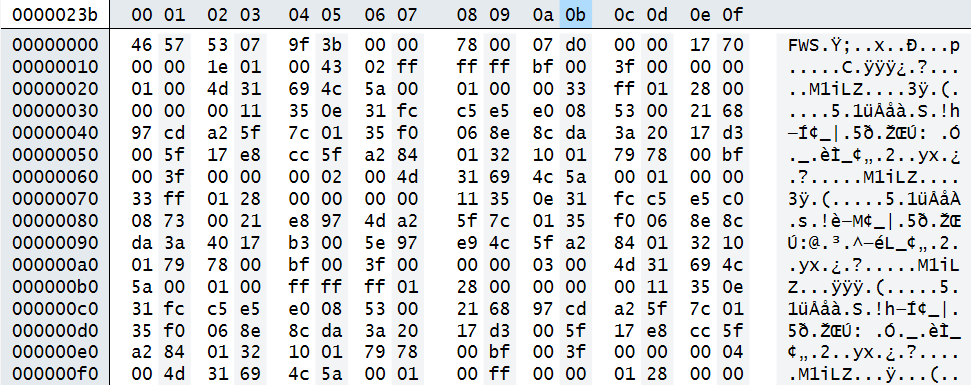 0000023b 00 01 02 03 04 05 06 07 08 09 0a 0b 0c 0d 0e 0f
00000000 46 57 53 07 9f 3b 00 00 78 00 07 d0 00 00 17 70 FWS.Ÿ;..x..Ð...p
00000010 00 00 1e 01 00 43 02 ff ff ff bf 00 3f 00 00 00 .....C.ÿÿÿ¿.?...
00000020 01 00 4d 31 69 4c 5a 00 01 00 00 33 ff 01 28 00 ..M1iLZ....3ÿ.(.
00000030 00 00 00 11 35 0e 31 fc c5 e5 e0 08 53 00 21 68 ....5.1üÅåà.S.!h
00000040 97 cd a2 5f 7c 01 35 f0 06 8e 8c da 3a 20 17 d3 —Í¢_|.5ð.ŽŒÚ: .Ó
00000050 00 5f 17 e8 cc 5f a2 84 01 32 10 01 79 78 00 bf ._.èÌ_¢„.2..yx.¿
00000060 00 3f 00 00 00 02 00 4d 31 69 4c 5a 00 01 00 00 .?.....M1iLZ....
00000070 33 ff 01 28 00 00 00 00 11 35 0e 31 fc c5 e5 c0 3ÿ.(.....5.1üÅåÀ
00000080 08 73 00 21 e8 97 4d a2 5f 7c 01 35 f0 06 8e 8c .s.!è—M¢_|.5ð.ŽŒ
00000090 da 3a 40 17 b3 00 5e 97 e9 4c 5f a2 84 01 32 10 Ú:@.³.^—éL_¢„.2.
000000a0 01 79 78 00 bf 00 3f 00 00 00 03 00 4d 31 69 4c .yx.¿.?.....M1iL
000000b0 5a 00 01 00 ff ff ff 01 28 00 00 00 00 11 35 0e Z...ÿÿÿ.(.....5.
000000c0 31 fc c5 e5 e0 08 53 00 21 68 97 cd a2 5f 7c 01 1üÅåà.S.!h—Í¢_|.
000000d0 35 f0 06 8e 8c da 3a 20 17 d3 00 5f 17 e8 cc 5f 5ð.ŽŒÚ: .Ó._.èÌ_
000000e0 a2 84 01 32 10 01 79 78 00 bf 00 3f 00 00 00 04 ¢„.2..yx.¿.?....
000000f0 00 4d 31 69 4c 5a 00 01 00 00 ff 00 00 01 28 00 00 .M1iLZ....ÿ...(..